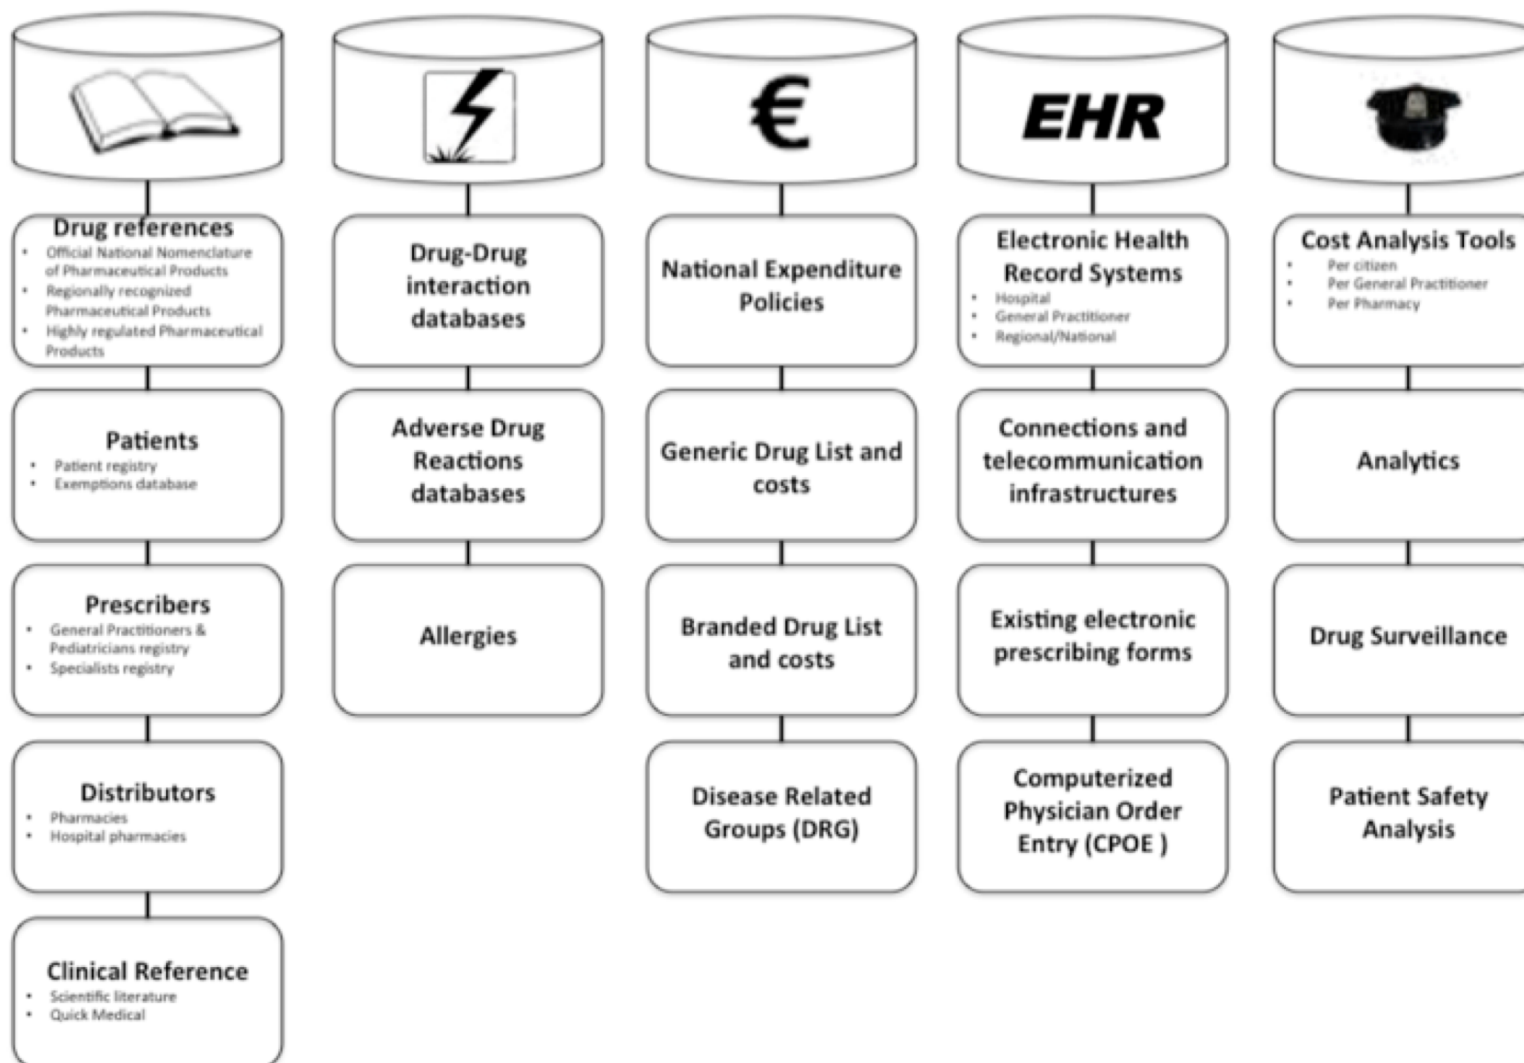 €
EHR
Drug references
• Official National Nomenclature
of Pharmaceutical Products
• Regionally recognized
Pharmaceutical Products
• Highly regulated Pharmaceutical
Products
Patients
• Patient registry
• Exemptions database
Prescribers
• General Practitioners &
Pediatricians registry
• Specialists registry
Distributors
• Pharmacies
• Hospital pharmacies
Clinical Reference
• Scientific literature
• Quick Medical
Drug-Drug
interaction
databases
Adverse Drug
Reactions
databases
Allergies
National Expenditure
Policies
Generic Drug List and
costs
Branded Drug List
and costs
Disease Related
Groups (DRG)
Electronic Health
Record Systems
• Hospital
• General Practitioner
• Regional/National
Connections and
telecommunication
infrastructures
Existing electronic
prescribing forms
Computerized
Physician Order
Entry (CPOE )
Cost Analysis Tools
• Per citizen
• Per General Practitioner
• Per Pharmacy
Analytics
Drug Surveillance
Patient Safety
Analysis